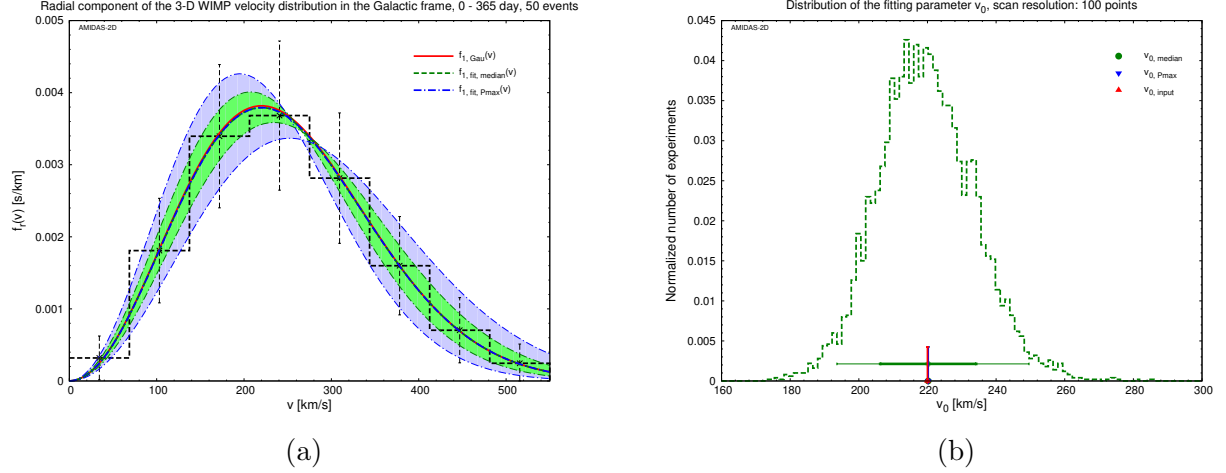 Radial component of the 3-D WIMP velocity distribution in the Galactic frame, 0 - 365 day, 50 events
AMIDAS-2D
f1, Gau(v)
f1, fit, median(v)
f1, fit, Pmax(v)
fr(v) [s/km]
0.005
0.004
0.003
0.002
0.001
0
0 100 200 300 400 500
v [km/s]
(a)
Distribution of the fitting parameter v0, scan resolution: 100 points
AMIDAS-2D
v0, median
v0, Pmax
v0, input
Normalized number of experiments
0.045
0.04
0.035
0.03
0.025
0.02
0.015
0.01
0.005
0
160 180 200 220 240 260 280 300
v0 [km/s]
(b)